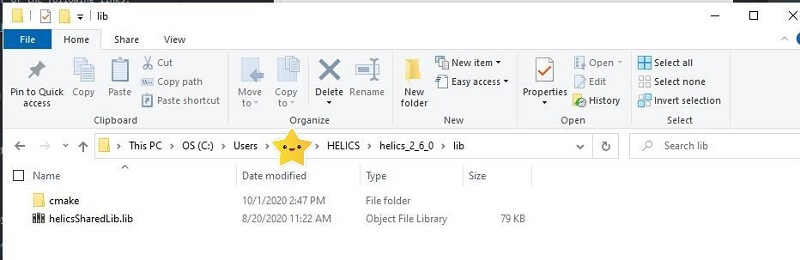 lib
File Home Share View
Pin to Quick access
Copy
Paste
Cut
Copy path
Paste shortcut
Clipboard
Move to
Copy to
Delete
Rename
Organize
New folder
New item
Easy access
New
Properties
Open
Edit
History
Open
Select all
Select none
Invert selection
Select
This PC > OS (C:) > Users > HELICS > helics_2_6_0 > lib
Search lib
Name Date modified Type Size
cmake 10/1/2020 2:47 PM File folder
helicsSharedLib.lib 8/20/2020 11:22 AM Object File Library 79 KB